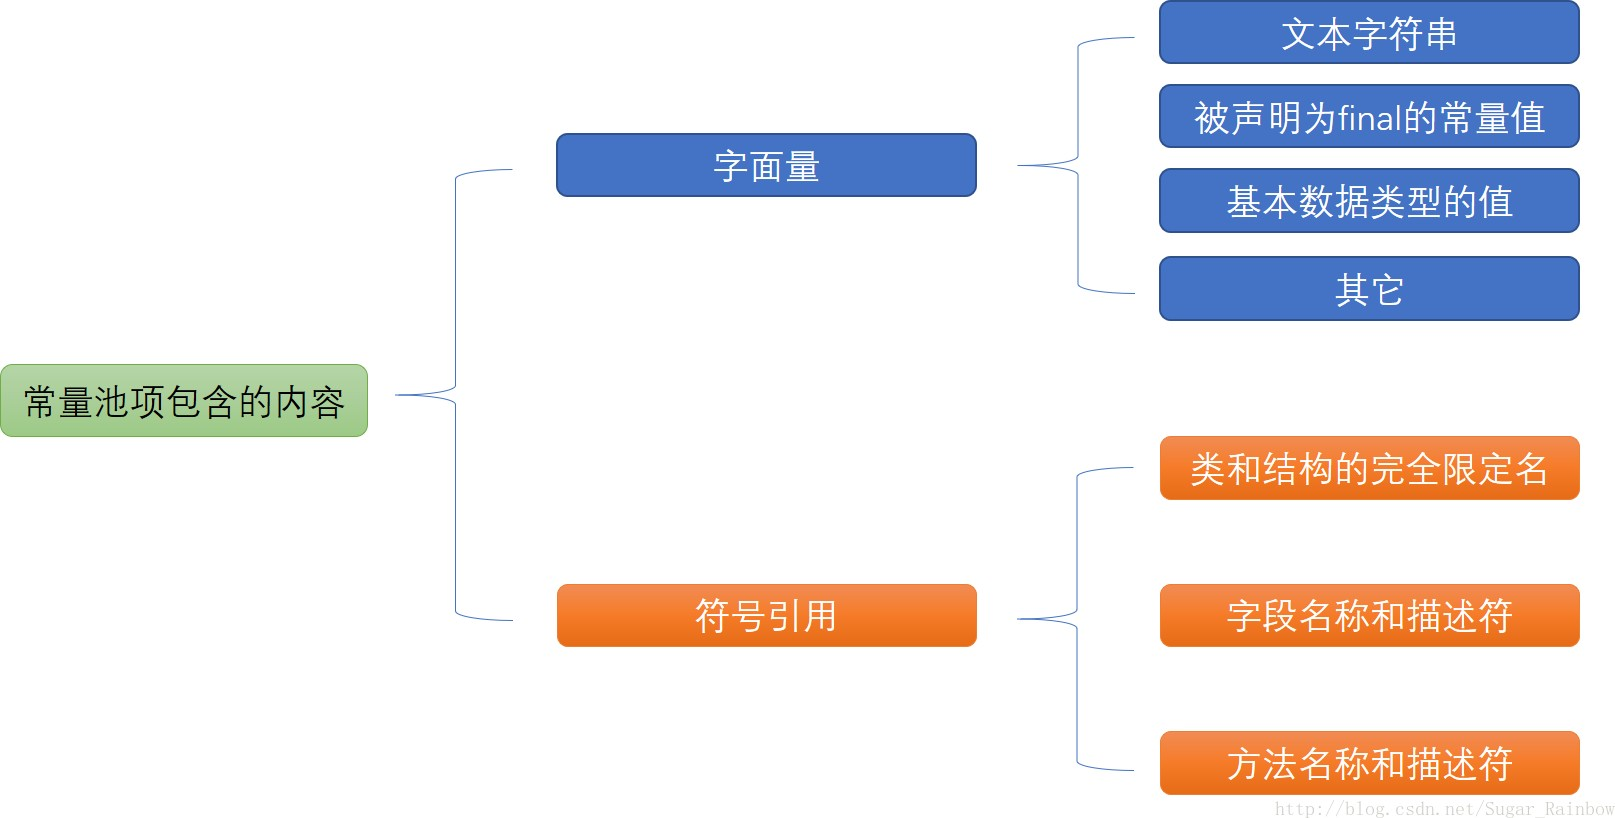 常量池项包含的内容
字面量
文本字符串
被声明为final的常量值
基本数据类型的值
其它
符号引用
类和结构的完全限定名
字段名称和描述符
方法名称和描述符
http://blog.csdn.net/Sugar_Rainbow